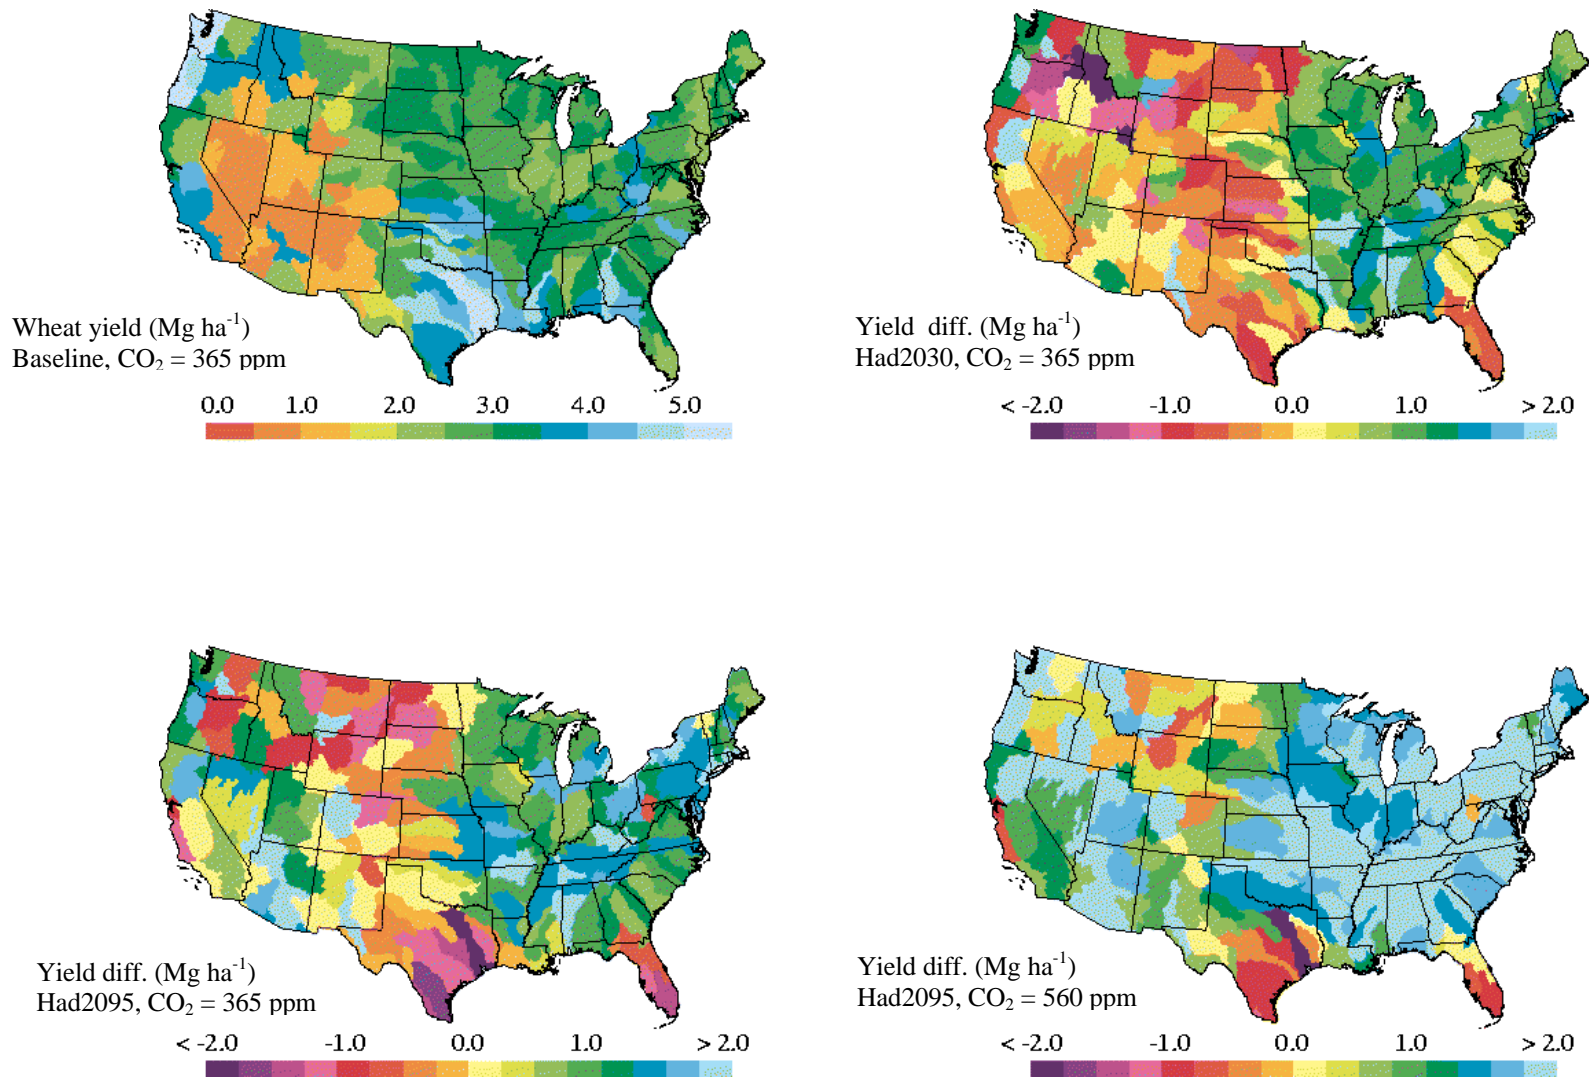 Wheat yield (Mg ha⁻¹)
Baseline, CO₂ = 365 ppm
0.0 1.0 2.0 3.0 4.0 5.0
Yield diff. (Mg ha⁻¹)
Had2030, CO₂ = 365 ppm
< -2.0 -1.0 0.0 1.0 > 2.0
Yield diff. (Mg ha⁻¹)
Had2095, CO₂ = 365 ppm
< -2.0 -1.0 0.0 1.0 > 2.0
Yield diff. (Mg ha⁻¹)
Had2095, CO₂ = 560 ppm
< -2.0 -1.0 0.0 1.0 > 2.0